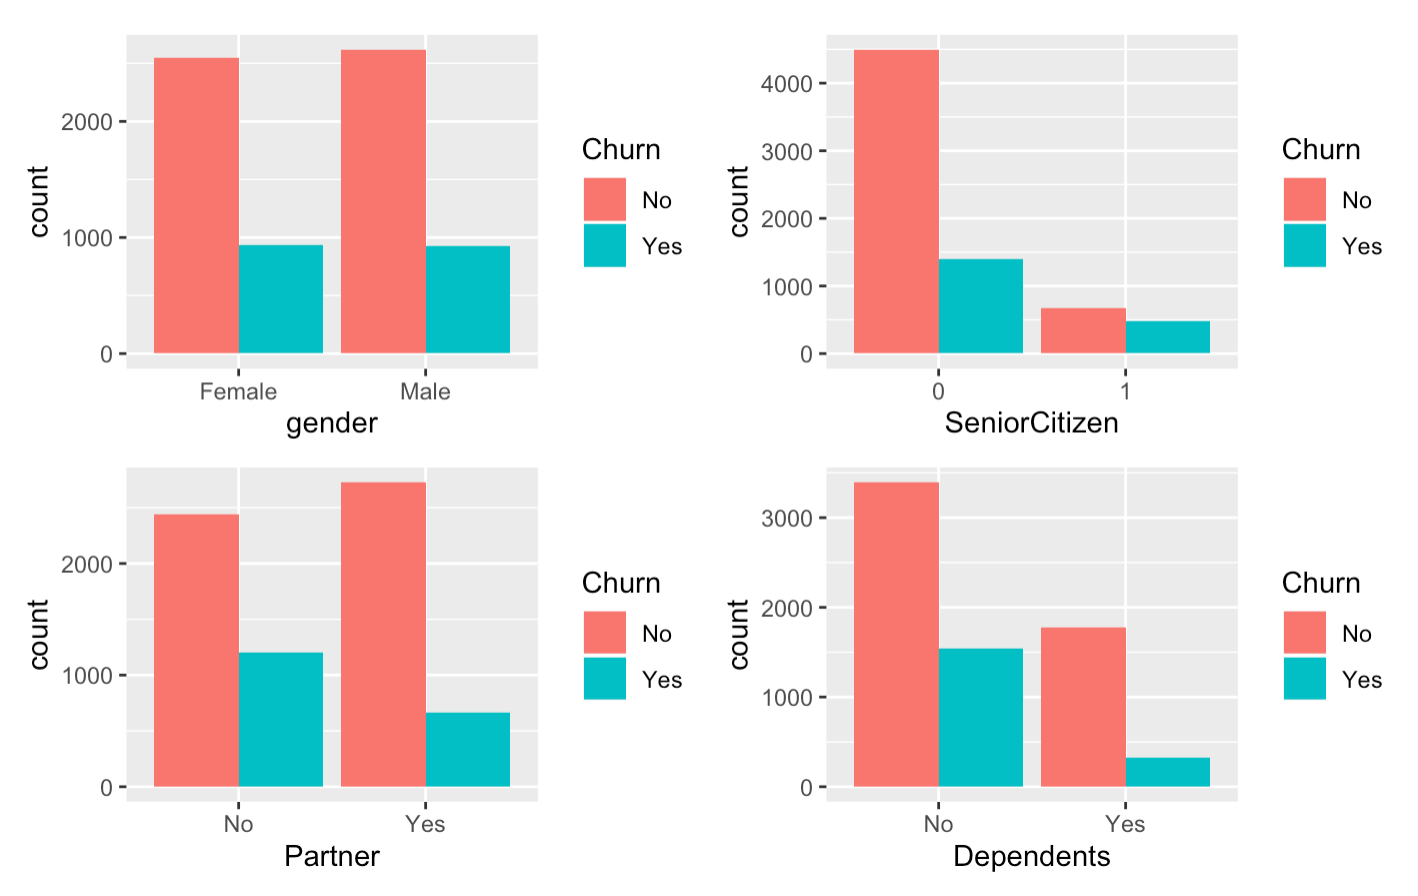 count
2000
1000
0
Female Male
gender
Churn
No
Yes
count
4000
3000
2000
1000
0
0 1
SeniorCitizen
Churn
No
Yes
count
2000
1000
0
No Yes
Partner
Churn
No
Yes
count
3000
2000
1000
0
No Yes
Dependents
Churn
No
Yes